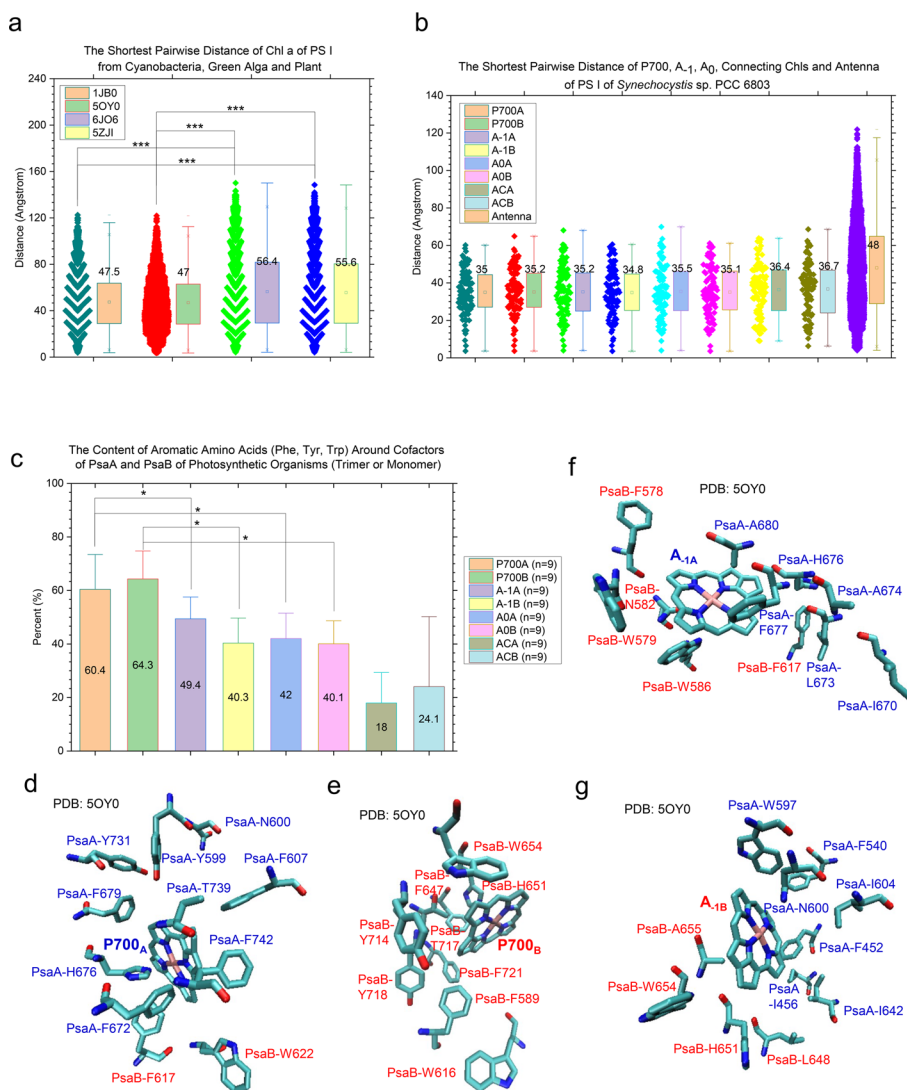 a
The Shortest Pairwise Distance of Chl a of PS I
from Cyanobacteria, Green Alga and Plant
Distance (Angstrom)
240
200
160
120
80
40
0
1JB0
5OY0
6JO6
5ZJI
***
***
***
***
47.5
47
56.4
55.6
b
The Shortest Pairwise Distance of P700, A-1, A0, Connecting Chls and Antenna
of PS I of Synechocystis sp. PCC 6803
Distance (Angstrom)
140
120
100
80
60
40
20
0
P700A
P700B
A-1A
A-1B
A0A
A0B
ACA
ACB
Antenna
35
35.2
35.2
34.8
35.5
35.1
36.4
36.7
48
c
The Content of Aromatic Amino Acids (Phe, Tyr, Trp) Around Cofactors
of PsaA and PsaB of Photosynthetic Organisms (Trimer or Monomer)
Percent (%)
100
80
60
40
20
0
*
*
*
*
60.4
64.3
49.4
40.3
42
40.1
18
24.1
P700A (n=9)
P700B (n=9)
A-1A (n=9)
A-1B (n=9)
A0A (n=9)
A0B (n=9)
ACA (n=9)
ACB (n=9)
f
PDB: 5OY0
PsaB-F578
PsaA-A680
A-1A
PsaA-H676
PsaB-
N582
PsaA-A674
PsaA-
F677
PsaB-W579
PsaB-W586
PsaB-F617
PsaA-
L673
PsaA-I670
d
PDB: 5OY0
PsaA-N600
PsaA-Y731
PsaA-Y599
PsaA-F607
PsaA-F679
PsaA-T739
P700A
PsaA-F742
PsaA-H676
PsaA-F672
PsaB-W622
PsaB-F617
e
PDB: 5OY0
PsaB-W654
PsaB-
F647
PsaB-H651
PsaB-
Y714
PsaB
T717
P700B
PsaB-
Y718
PsaB-F721
PsaB-F589
PsaB-W616
g
PDB: 5OY0
PsaA-W597
PsaA-F540
PsaA-I604
A-1B
PsaA-N600
PsaB-A655
PsaA-F452
PsaB-W654
PsaA
-I456
PsaA-I642
PsaB-H651
PsaB-L648